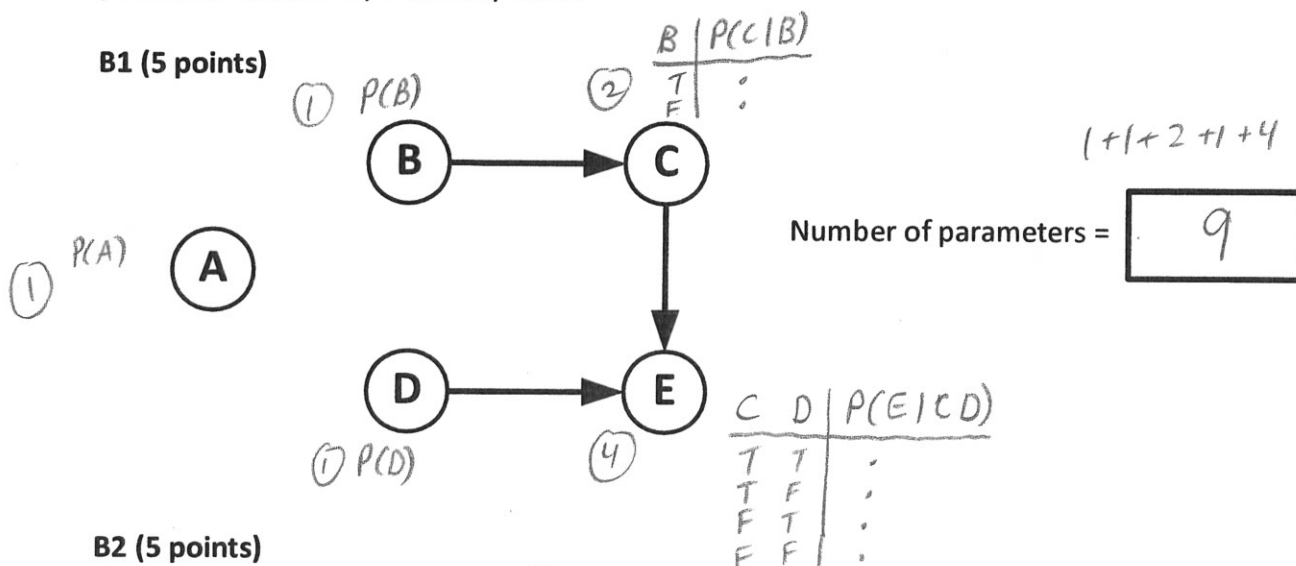 B1 (5 points)
B | P(C|B)
② T .
F .
① P(B)
B
C
1+1+2+1+4
Number of parameters = 9
① P(A)
A
D
E
① P(D)
④
C D | P(E|CD)
T T .
T F .
F T .
F F .
B2 (5 points)